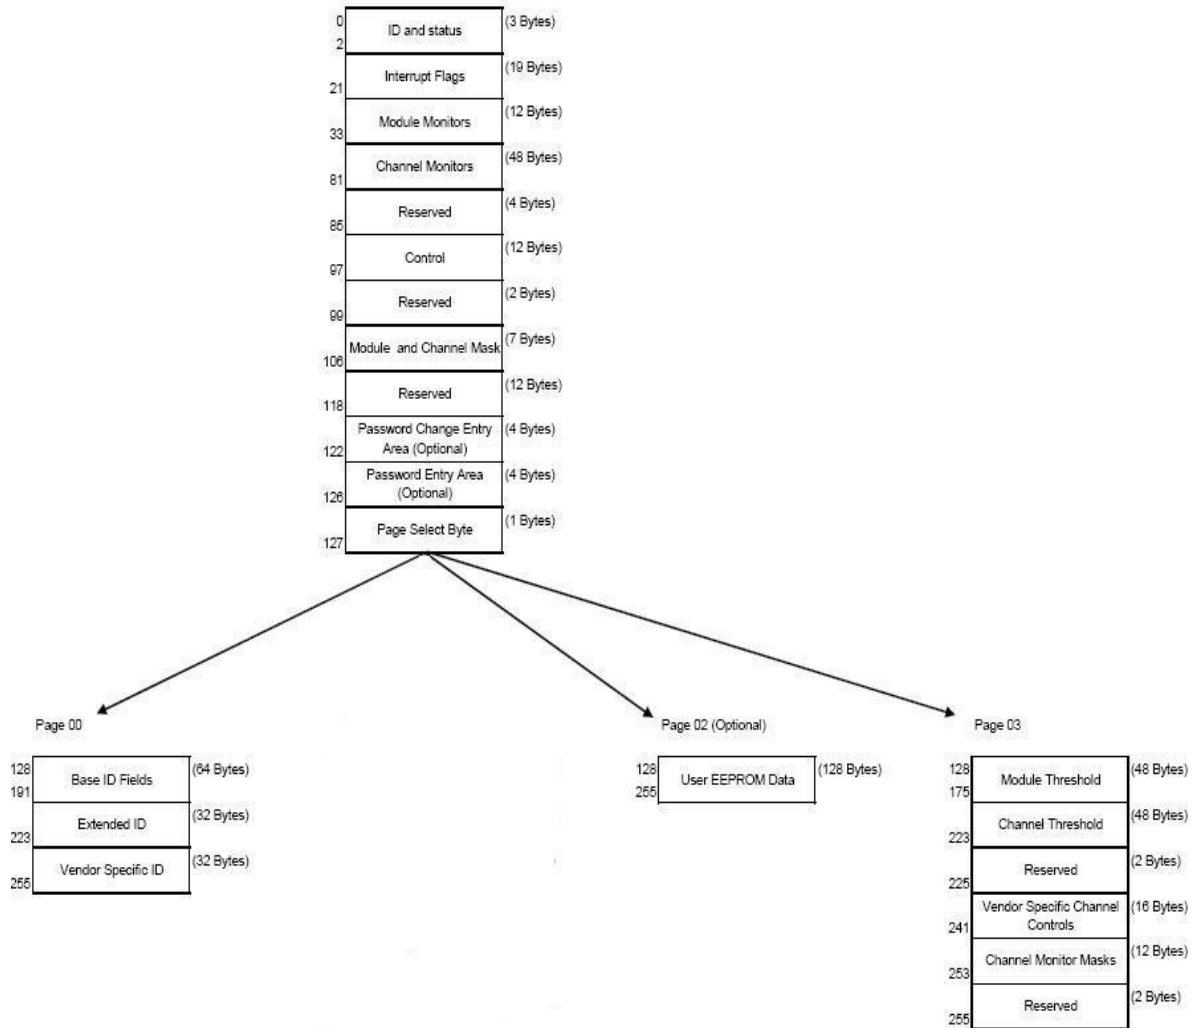 0 ID and status (3 Bytes)
2
Interrupt Flags (19 Bytes)
21
Module Monitors (12 Bytes)
33
Channel Monitors (48 Bytes)
81
Reserved (4 Bytes)
85
Control (12 Bytes)
97
Reserved (2 Bytes)
99
Module and Channel Mask (7 Bytes)
106
Reserved (12 Bytes)
118
Password Change Entry (4 Bytes)
Area (Optional)
122
Password Entry Area (4 Bytes)
(Optional)
126
Page Select Byte (1 Bytes)
127
Page 00
128 Base ID Fields (64 Bytes)
191
Extended ID (32 Bytes)
223
Vendor Specific ID (32 Bytes)
255
Page 02 (Optional)
128 User EEPROM Data (128 Bytes)
255
Page 03
128 Module Threshold (48 Bytes)
175
Channel Threshold (48 Bytes)
223
Reserved (2 Bytes)
225
Vendor Specific Channel (16 Bytes)
Controls
241
Channel Monitor Masks (12 Bytes)
253
Reserved (2 Bytes)
255